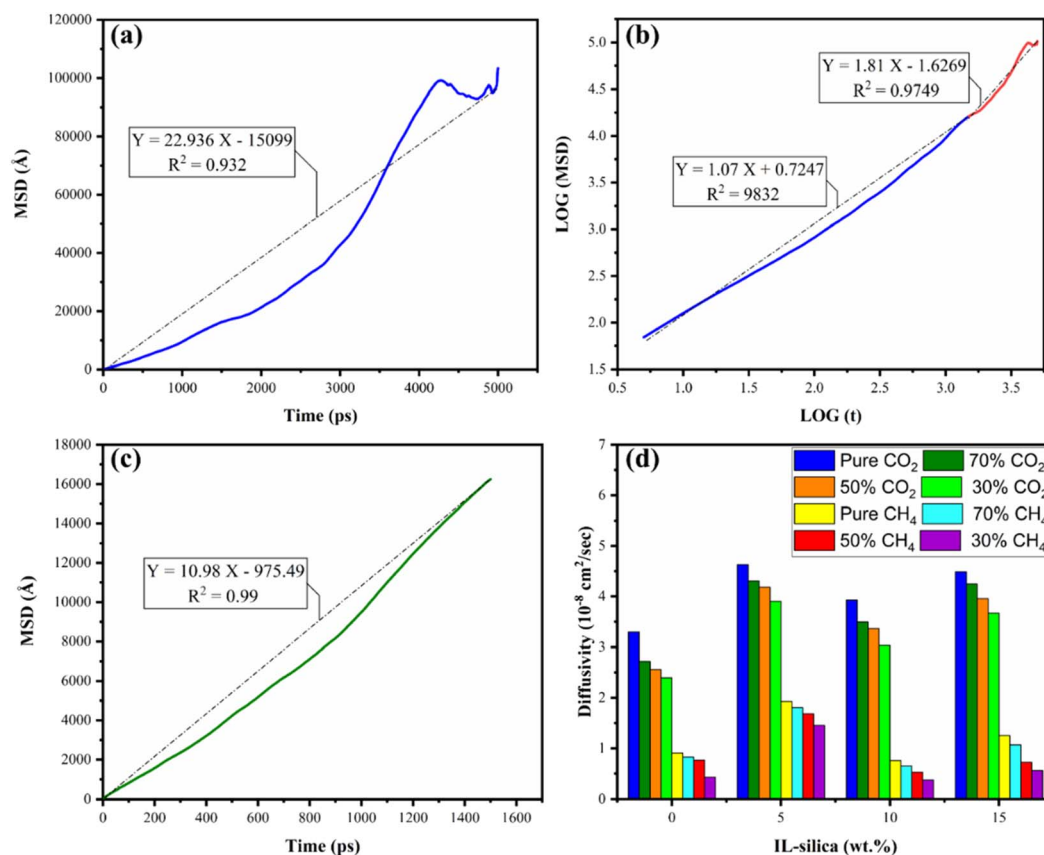 (a)
MSD (Å)
120000
100000
80000
60000
40000
20000
0
Y = 22.936 X - 15099
R² = 0.932
0 1000 2000 3000 4000 5000
Time (ps)
(b)
LOG (MSD)
5.0
4.5
4.0
3.5
3.0
2.5
2.0
1.5
Y = 1.81 X - 1.6269
R² = 0.9749
Y = 1.07 X + 0.7247
R² = 9832
0.5 1.0 1.5 2.0 2.5 3.0 3.5
LOG (t)
(c)
MSD (Å)
18000
16000
14000
12000
10000
8000
6000
4000
2000
0
Y = 10.98 X - 975.49
R² = 0.99
0 200 400 600 800 1000 1200 1400 1600
Time (ps)
(d)
Diffusivity (10⁻⁸ cm²/sec)
7
6
5
4
3
2
1
0
Pure CO₂ 70% CO₂
50% CO₂ 30% CO₂
Pure CH₄ 70% CH₄
50% CH₄ 30% CH₄
0 5 10 15
IL-silica (wt.%)